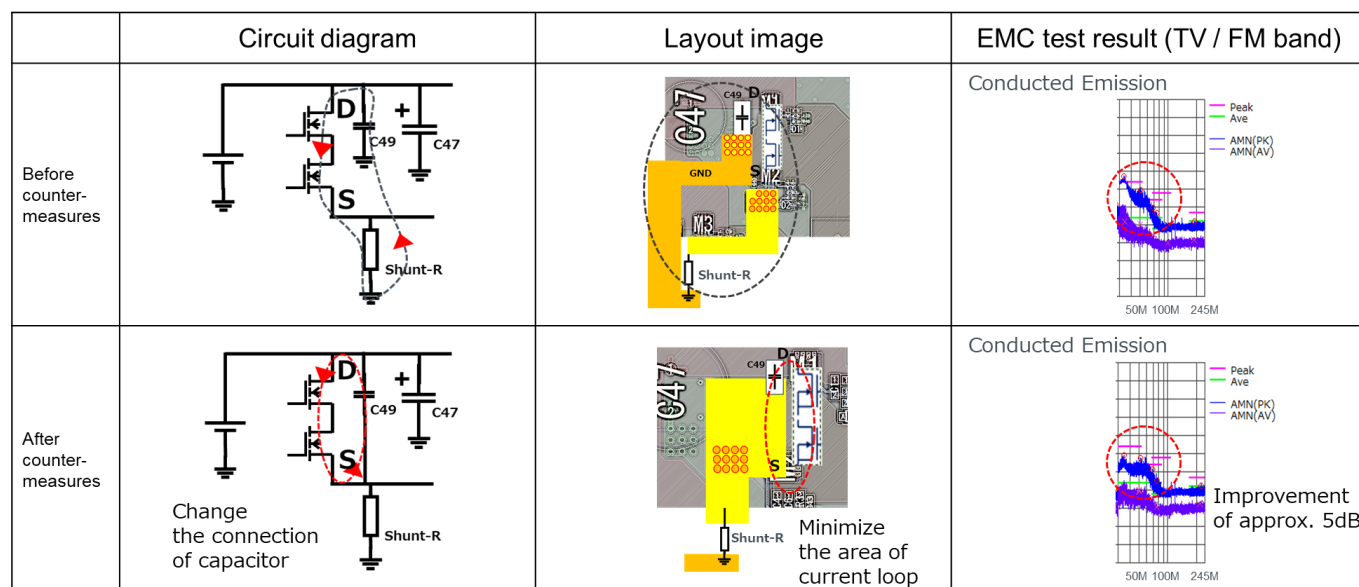 Circuit diagram
Layout image
EMC test result (TV / FM band)
Before
counter-
measures
D
S
+
C49
C47
Shunt-R
C47
C49
D
M1
GND
S
M2
M3
Shunt-R
Conducted Emission
Peak
Ave
AMN(PK)
AMN(AV)
50M 100M 245M
After
counter-
measures
D
S
+
C49
C47
Shunt-R
Change
the connection
of capacitor
C47
C49
D
M1
S
Shunt-R
Minimize
the area of
current loop
Conducted Emission
Peak
Ave
AMN(PK)
AMN(AV)
50M 100M 245M
Improvement
of approx. 5dB